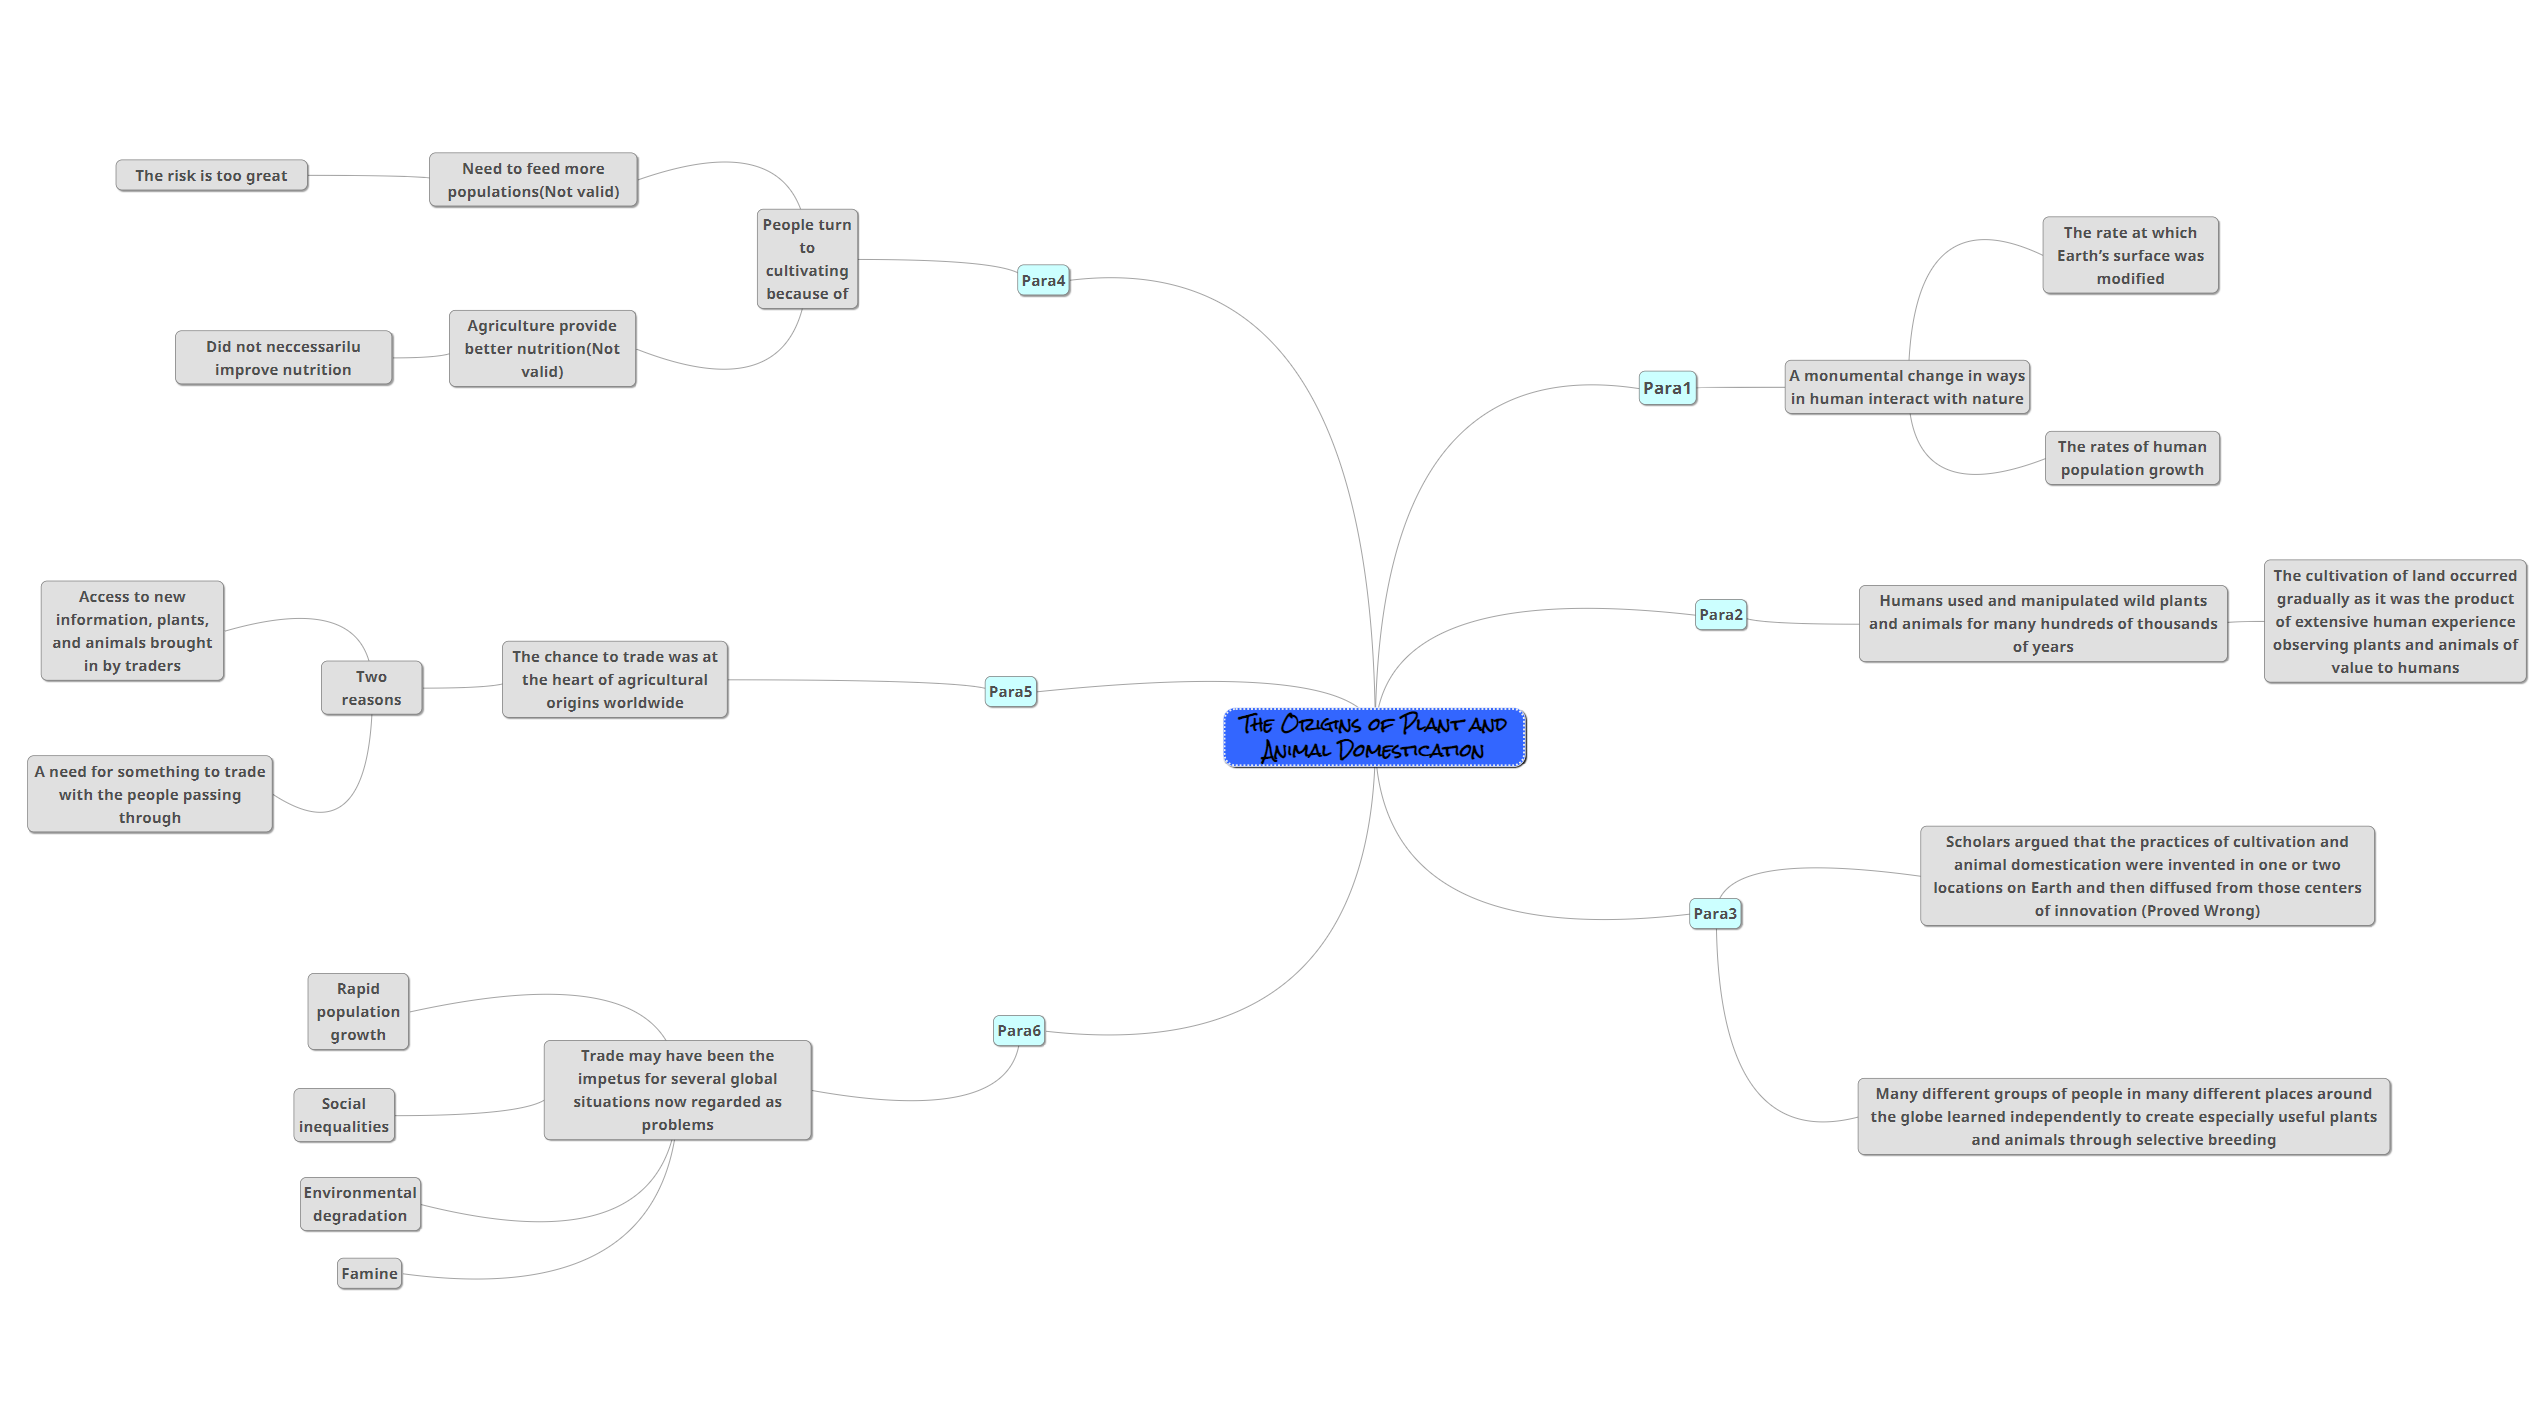 The Origins of Plant and
Animal Domestication
Para1
A monumental change in ways
in human interact with nature
The rate at which
Earth’s surface was
modified
The rates of human
population growth
Para2
Humans used and manipulated wild plants
and animals for many hundreds of thousands
of years
The cultivation of land occurred
gradually as it was the product
of extensive human experience
observing plants and animals of
value to humans
Para3
Scholars argued that the practices of cultivation and
animal domestication were invented in one or two
locations on Earth and then diffused from those centers
of innovation (Proved Wrong)
Many different groups of people in many different places around
the globe learned independently to create especially useful plants
and animals through selective breeding
Para4
People turn
to
cultivating
because of
Need to feed more
populations(Not valid)
The risk is too great
Agriculture provide
better nutrition(Not
valid)
Did not neccessarilu
improve nutrition
Para5
The chance to trade was at
the heart of agricultural
origins worldwide
Two
reasons
Access to new
information, plants,
and animals brought
in by traders
A need for something to trade
with the people passing
through
Para6
Trade may have been the
impetus for several global
situations now regarded as
problems
Rapid
population
growth
Social
inequalities
Environmental
degradation
Famine